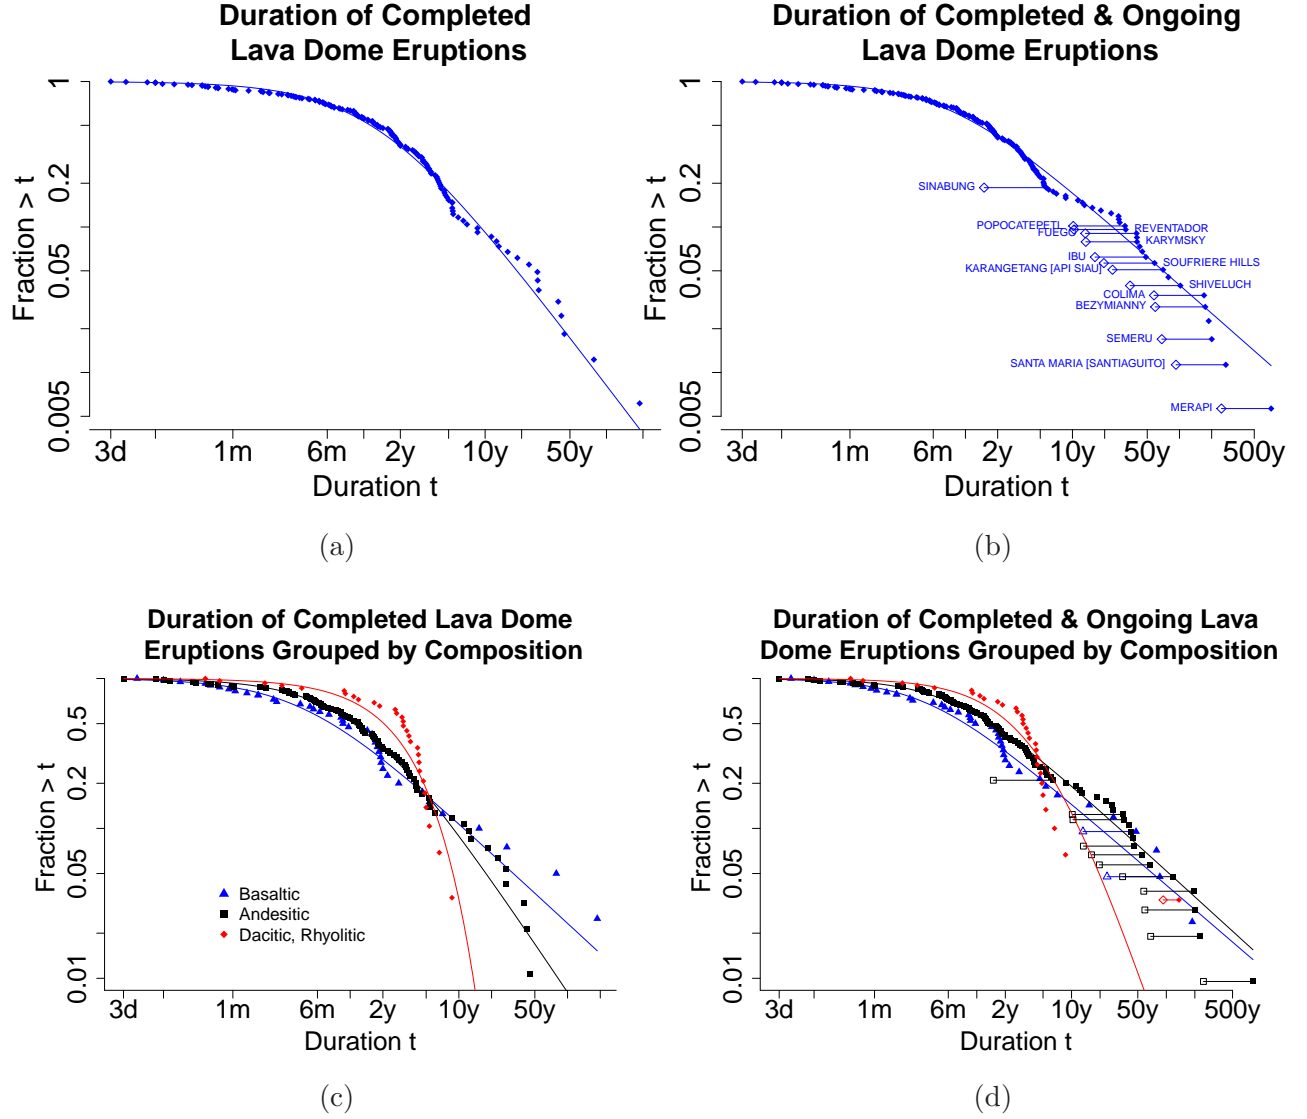 Duration of Completed
Lava Dome Eruptions
Fraction > t
1
0.2
0.05
0.005
3d 1m 6m 2y 10y 50y
Duration t
(a)
Duration of Completed & Ongoing
Lava Dome Eruptions
Fraction > t
1
0.2
0.05
0.005
SINABUNG
POPOCATEPETL
REVENTADOR
FUEGO
KARYMSKY
IBU
SOUFRIERE HILLS
KARANGETANG [API SIAU]
SHIVELUCH
COLIMA
BEZYMIANNY
SEMERU
SANTA MARIA [SANTIAGUITO]
MERAPI
3d 1m 6m 2y 10y 50y 500y
Duration t
(b)
Duration of Completed Lava Dome
Eruptions Grouped by Composition
Fraction > t
0.5
0.2
0.05
0.01
Basaltic
Andesitic
Dacitic, Rhyolitic
3d 1m 6m 2y 10y 50y
Duration t
(c)
Duration of Completed & Ongoing Lava
Dome Eruptions Grouped by Composition
Fraction > t
0.5
0.2
0.05
0.01
3d 1m 6m 2y 10y 50y 500y
Duration t
(d)